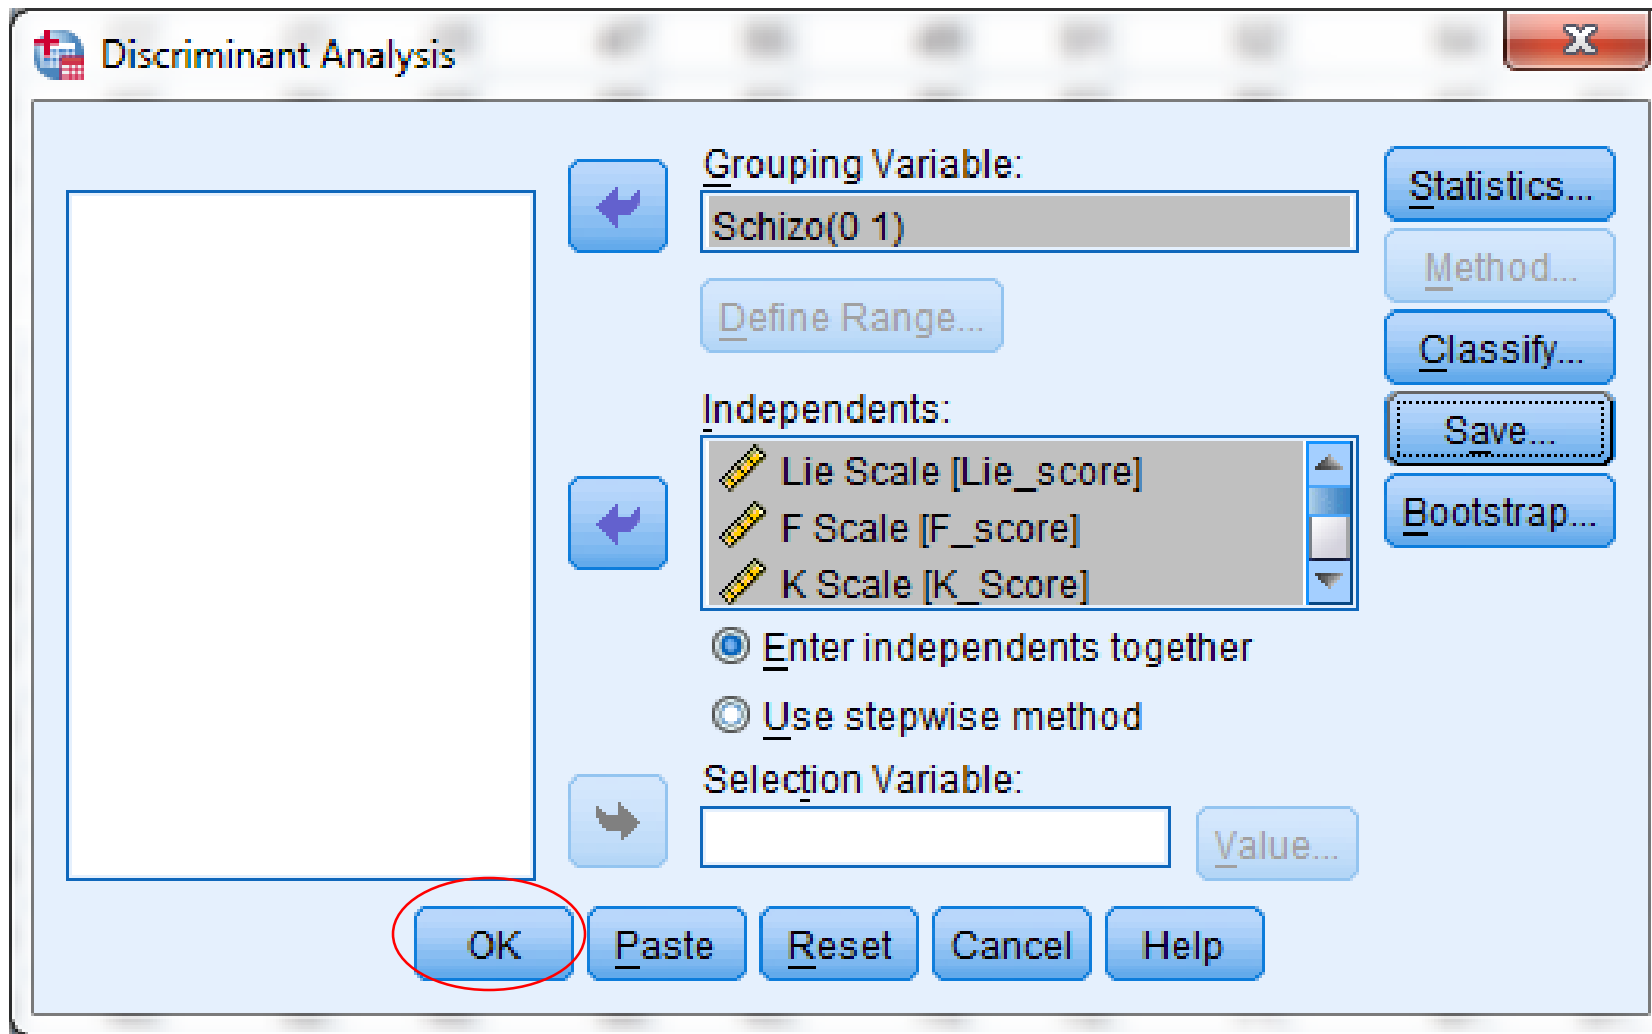 Discriminant Analysis
Grouping Variable:
Schizo(0 1)
Define Range...
Independents:
Lie Scale [Lie_score]
F Scale [F_score]
K Scale [K_Score]
Enter independents together
Use stepwise method
Selection Variable:
Value...
Statistics...
Method...
Classify...
Save...
Bootstrap...
OK
Paste
Reset
Cancel
Help